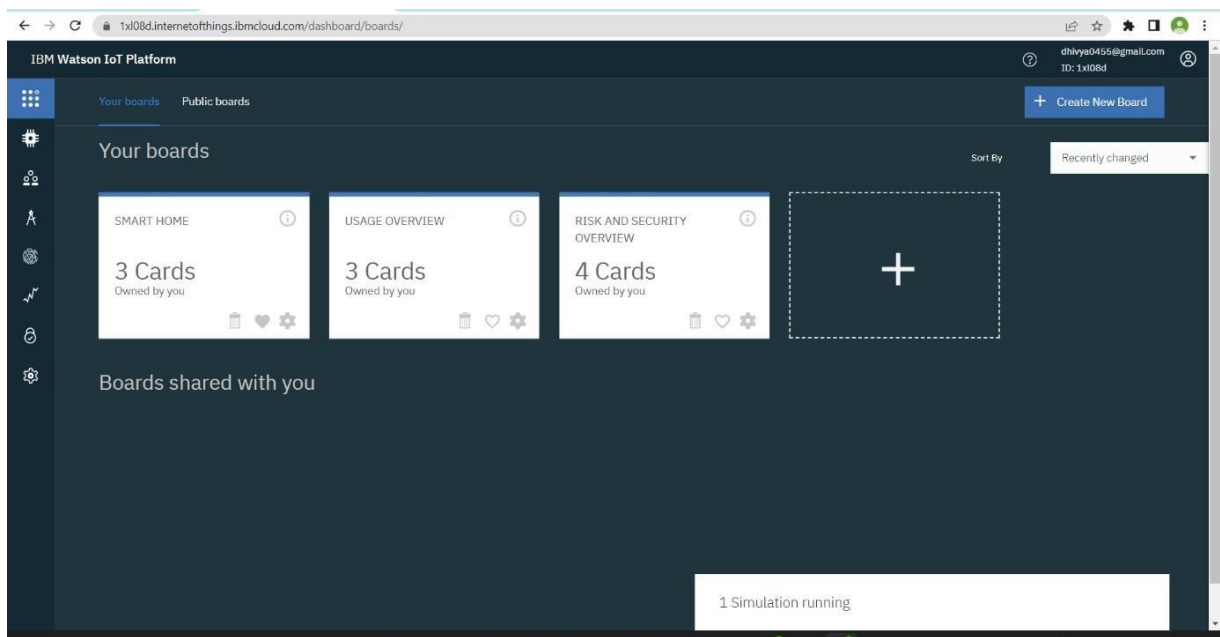 1xl08d.internetofthings.ibmcloud.com/dashboard/boards/
IBM Watson IoT Platform
dhivya0455@gmail.com
ID: 1xl08d
Your boards
Public boards
+ Create New Board
Your boards
Sort By
Recently changed
SMART HOME
3 Cards
Owned by you
USAGE OVERVIEW
3 Cards
Owned by you
RISK AND SECURITY
OVERVIEW
4 Cards
Owned by you
Boards shared with you
1 Simulation running